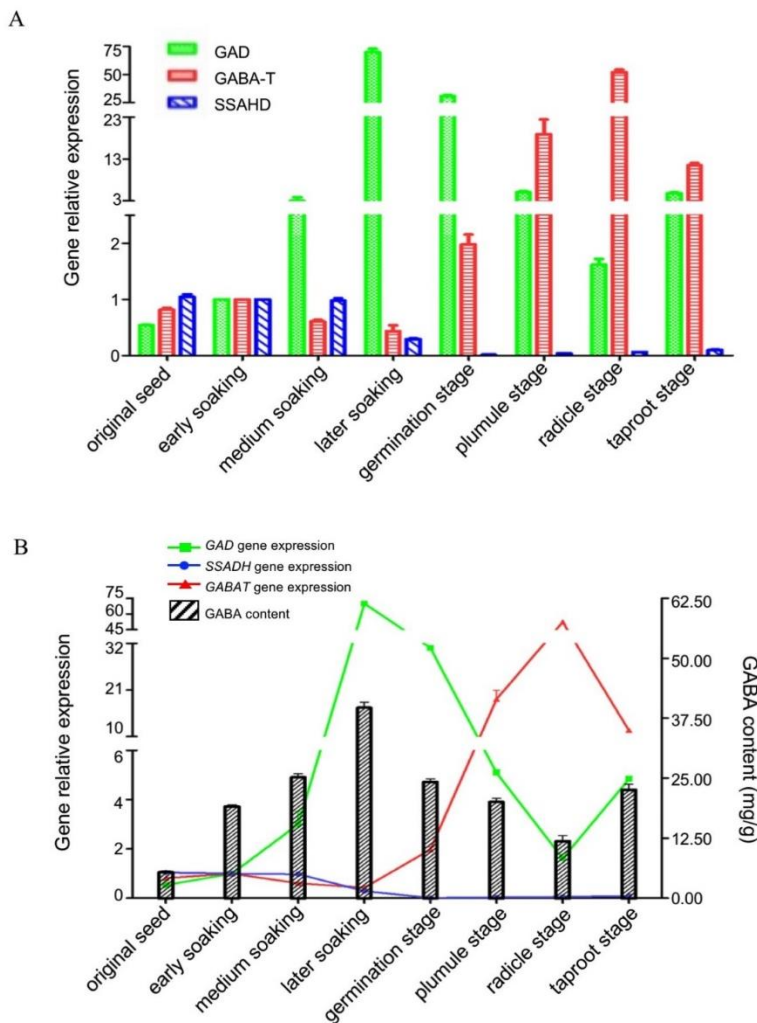 A
GAD
GABA-T
SSAHD
Gene relative expression
75
50
25
23
13
3
2
1
0
original seed
early soaking
medium soaking
later soaking
germination stage
plumule stage
radicle stage
taproot stage
B
GAD gene expression
SSADH gene expression
GABAT gene expression
GABA content
Gene relative expression
75
60
45
32
21
10
6
4
2
0
62.50
50.00
37.50
25.00
12.50
0.00
GABA content (mg/g)
original seed
early soaking
medium soaking
later soaking
germination stage
plumule stage
radicle stage
taproot stage